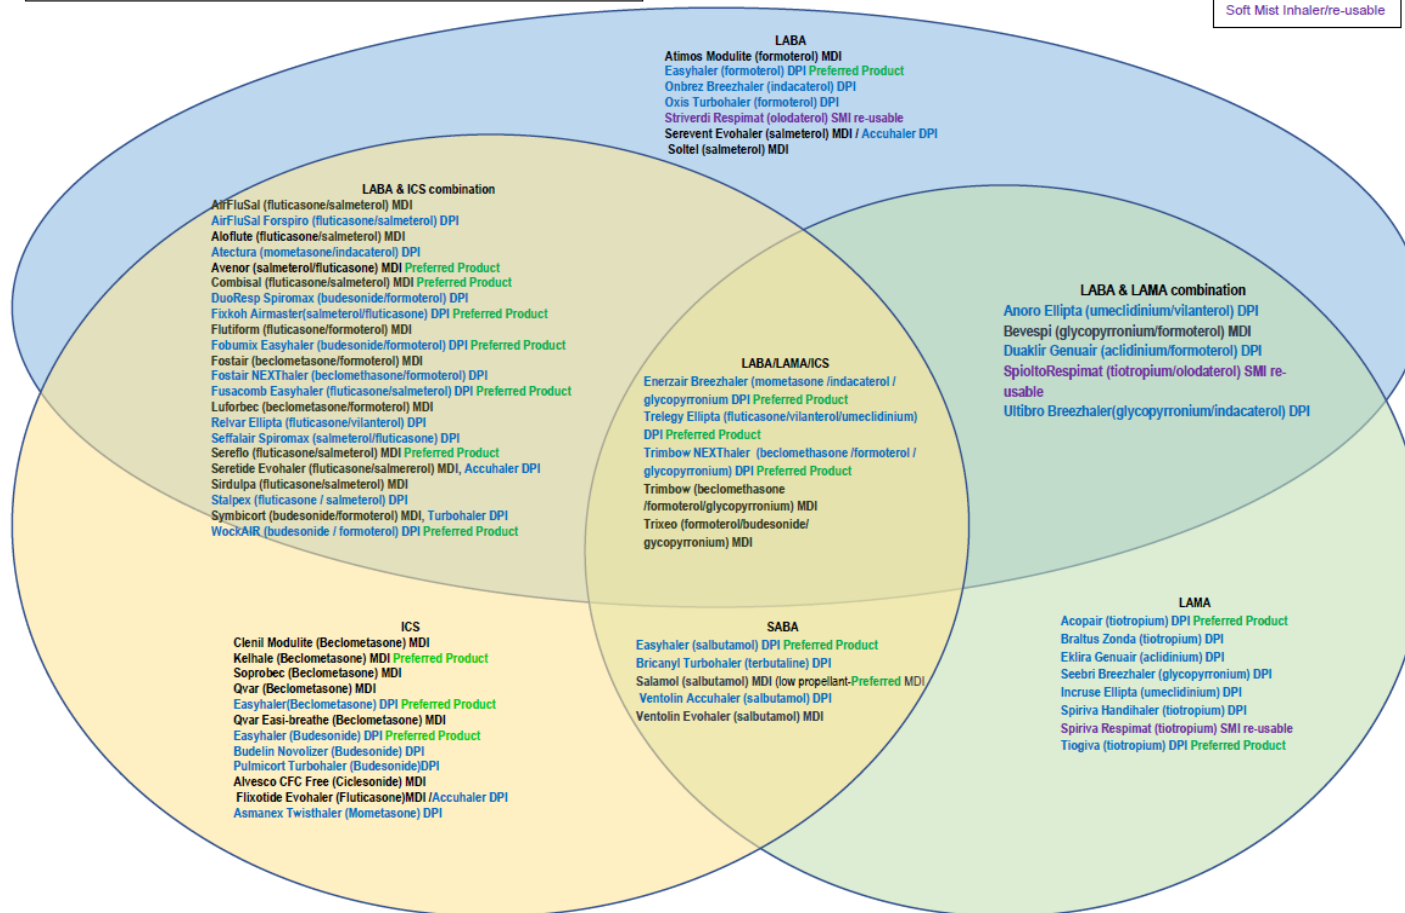 Soft Mist Inhaler/re-usable
LABA
Atimos Modulite (formoterol) MDI
Easyhaler (formoterol) DPI Preferred Product
Onbrez Breezhaler (indacaterol) DPI
Oxis Turbohaler (formoterol) DPI
Striverdi Respimat (olodaterol) SMI re-usable
Serevent Evohaler (salmeterol) MDI / Accuhaler DPI
Soltel (salmeterol) MDI
LABA & ICS combination
AirFluSal (fluticasone/salmeterol) MDI
AirFluSal Forspiro (fluticasone/salmeterol) DPI
Aloflute (fluticasone/salmeterol) MDI
Atectura (mometasone/indacaterol) DPI
Avenor (salmeterol/fluticasone) MDI Preferred Product
Combisal (fluticasone/salmeterol) MDI Preferred Product
DuoResp Spiromax (budesonide/formoterol) DPI
Fixkoh Airmaster(salmeterol/fluticasone) DPI Preferred Product
Flutiform (fluticasone/formoterol) MDI
Fobumix Easyhaler (budesonide/formoterol) DPI Preferred Product
Fostair (beclometasone/formoterol) MDI
Fostair NEXThaler (beclomethasone/formoterol) DPI
Fusacomb Easyhaler (fluticasone/salmeterol) DPI Preferred Product
Luforbec (beclometasone/formoterol) MDI
Relvar Ellipta (fluticasone/vilanterol) DPI
Seffalair Spiromax (salmeterol/fluticasone) DPI
Sereflo (fluticasone/salmeterol) MDI Preferred Product
Seretide Evohaler (fluticasone/salmererol) MDI, Accuhaler DPI
Sirdulpa (fluticasone/salmeterol) MDI
Stalpex (fluticasone / salmeterol) DPI
Symbicort (budesonide/formoterol) MDI, Turbohaler DPI
WockAIR (budesonide / formoterol) DPI Preferred Product
LABA & LAMA combination
Anoro Ellipta (umeclidinium/vilanterol) DPI
Bevespi (glycopyrronium/formoterol) MDI
Duaklir Genuair (aclidinium/formoterol) DPI
SpioltoRespimat (tiotropium/olodaterol) SMI re-
usable
Ultibro Breezhaler(glycopyrronium/indacaterol) DPI
LABA/LAMA/ICS
Enerzair Breezhaler (mometasone /indacaterol /
glycopyrronium DPI Preferred Product
Trelegy Ellipta (fluticasone/vilanterol/umeclidinium)
DPI Preferred Product
Trimbow NEXThaler (beclomethasone /formoterol /
glycopyrronium) DPI Preferred Product
Trimbow (beclomethasone
/formoterol/glycopyrronium) MDI
Trixeo (formoterol/budesonide/
gycopyrronium) MDI
ICS
Clenil Modulite (Beclometasone) MDI
Kelhale (Beclometasone) MDI Preferred Product
Soprobec (Beclometasone) MDI
Qvar (Beclometasone) MDI
Easyhaler(Beclometasone) DPI Preferred Product
Qvar Easi-breathe (Beclometasone) MDI
Easyhaler (Budesonide) DPI Preferred Product
Budelin Novolizer (Budesonide) DPI
Pulmicort Turbohaler (Budesonide)DPI
Alvesco CFC Free (Ciclesonide) MDI
Flixotide Evohaler (Fluticasone)MDI /Accuhaler DPI
Asmanex Twisthaler (Mometasone) DPI
SABA
Easyhaler (salbutamol) DPI Preferred Product
Bricanyl Turbohaler (terbutaline) DPI
Salamol (salbutamol) MDI (low propellant-Preferred MDI
Ventolin Accuhaler (salbutamol) DPI
Ventolin Evohaler (salbutamol) MDI
LAMA
Acopair (tiotropium) DPI Preferred Product
Braltus Zonda (tiotropium) DPI
Eklira Genuair (aclidinium) DPI
Seebri Breezhaler (glycopyrronium) DPI
Incruse Ellipta (umeclidinium) DPI
Spiriva Handihaler (tiotropium) DPI
Spiriva Respimat (tiotropium) SMI re-usable
Tiogiva (tiotropium) DPI Preferred Product